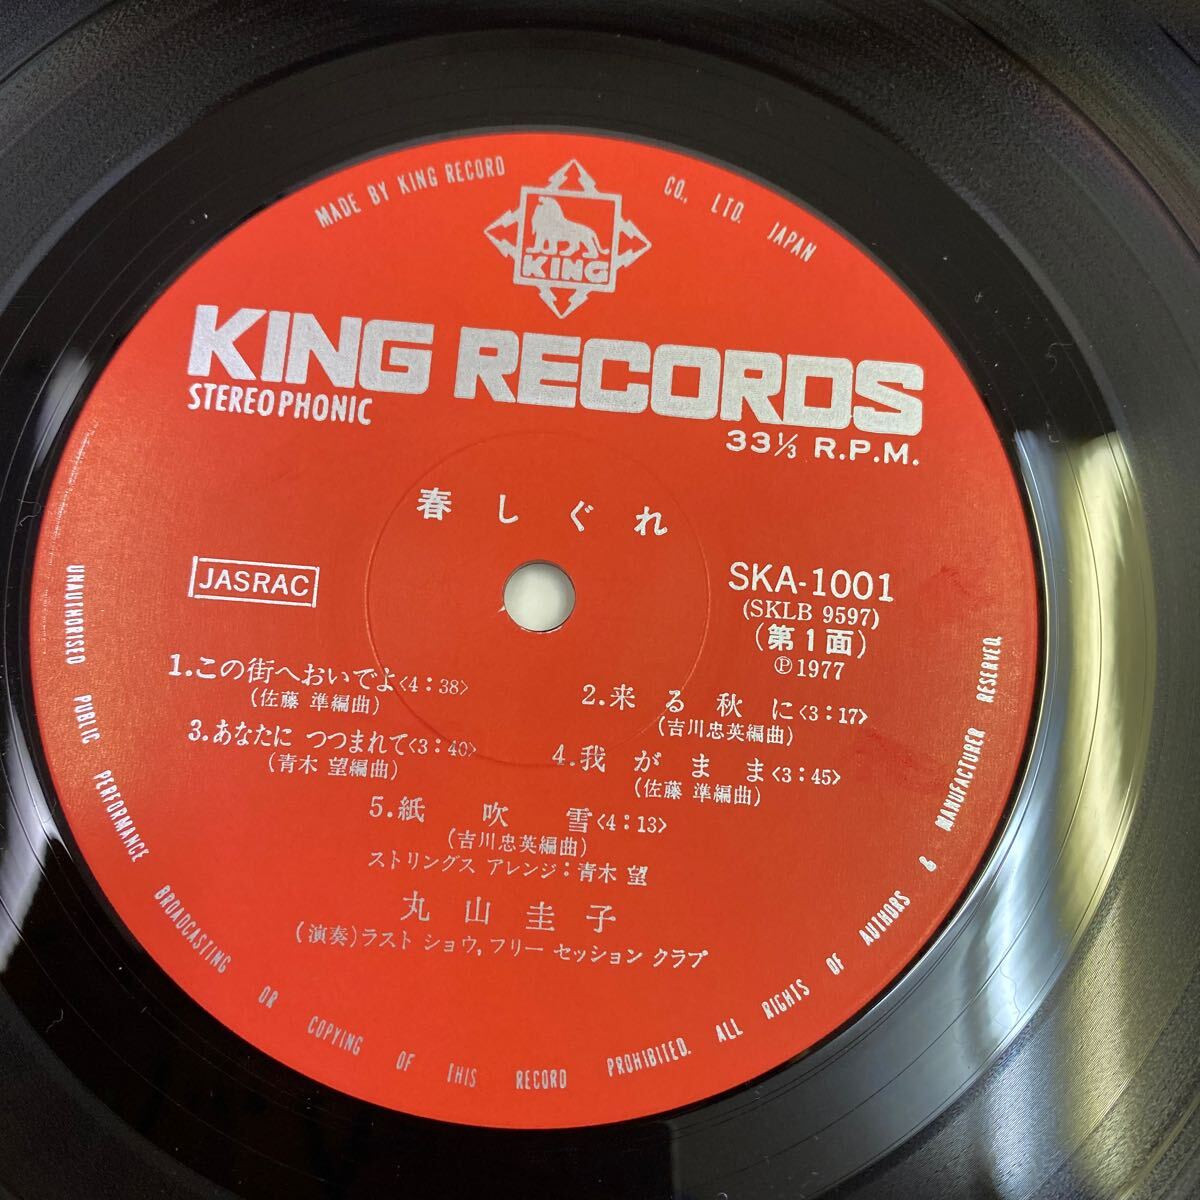 MADE BY KING RECORD CO., LTD. JAPAN
KING
KING RECORDS
STEREOPHONIC
33⅓ R.P.M.
春しぐれ
JASRAC
SKA-1001
(SKLB 9597)
(第1面)
Ⓟ1977
1.この街へおいでよ<4:38>
(佐藤 準編曲)
2.来る秋に<3:17>
(吉川忠英編曲)
3.あなたに つつまれて<3:40>
(青木 望編曲)
4.我がまま<3:45>
(佐藤 準編曲)
5.紙吹雪<4:13>
(吉川忠英編曲)
ストリングス アレンジ:青木 望
丸山圭子
(演奏)ラスト ショウ,フリー セッション クラブ
UNAUTHORISED PUBLIC PERFORMANCE BROADCASTING OR COPYING OF THIS RECORD PROHIBITED. ALL RIGHTS OF AUTHORS & MANUFACTURER RESERVED.